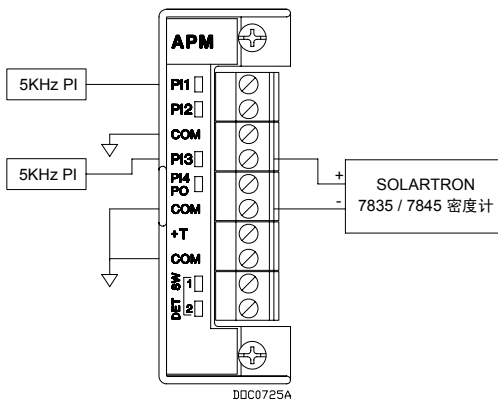 APM
5KHz PI
PI1
PI2
COM
5KHz PI
PI3
PI4
PO
COM
+T
COM
SW
DET
1
2
+
-
SOLARTRON
7835 / 7845 密度计
DOC0725A